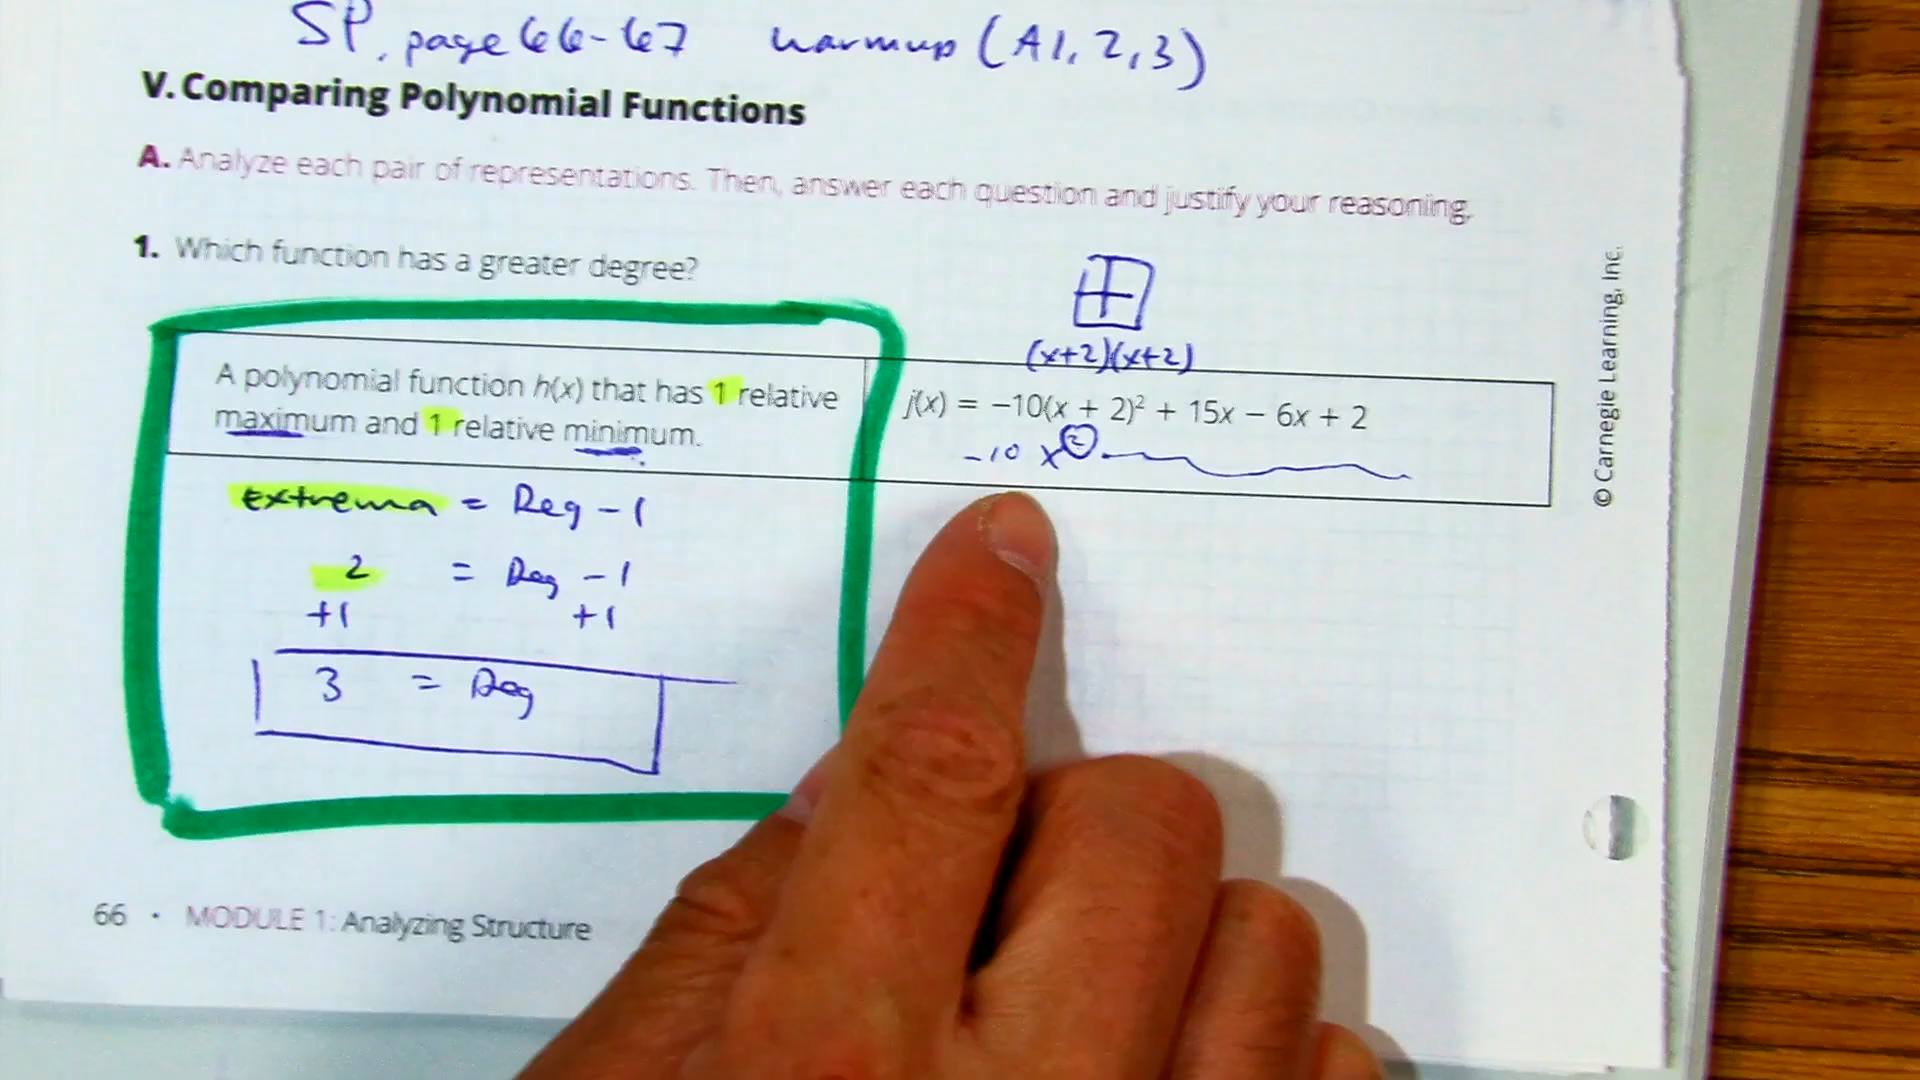 SP, page 66-67 warmup (A1, 2, 3)
V. Comparing Polynomial Functions
A. Analyze each pair of representations. Then, answer each question and justify your reasoning.
1. Which function has a greater degree?
(x+2)(x+2)
A polynomial function h(x) that has 1 relative
maximum and 1 relative minimum.
j(x) = −10(x + 2)² + 15x − 6x + 2
-10 x²
extrema = Deg - 1
2 = Deg - 1
+1 +1
3 = Deg
66 • MODULE 1: Analyzing Structure
© Carnegie Learning, Inc.